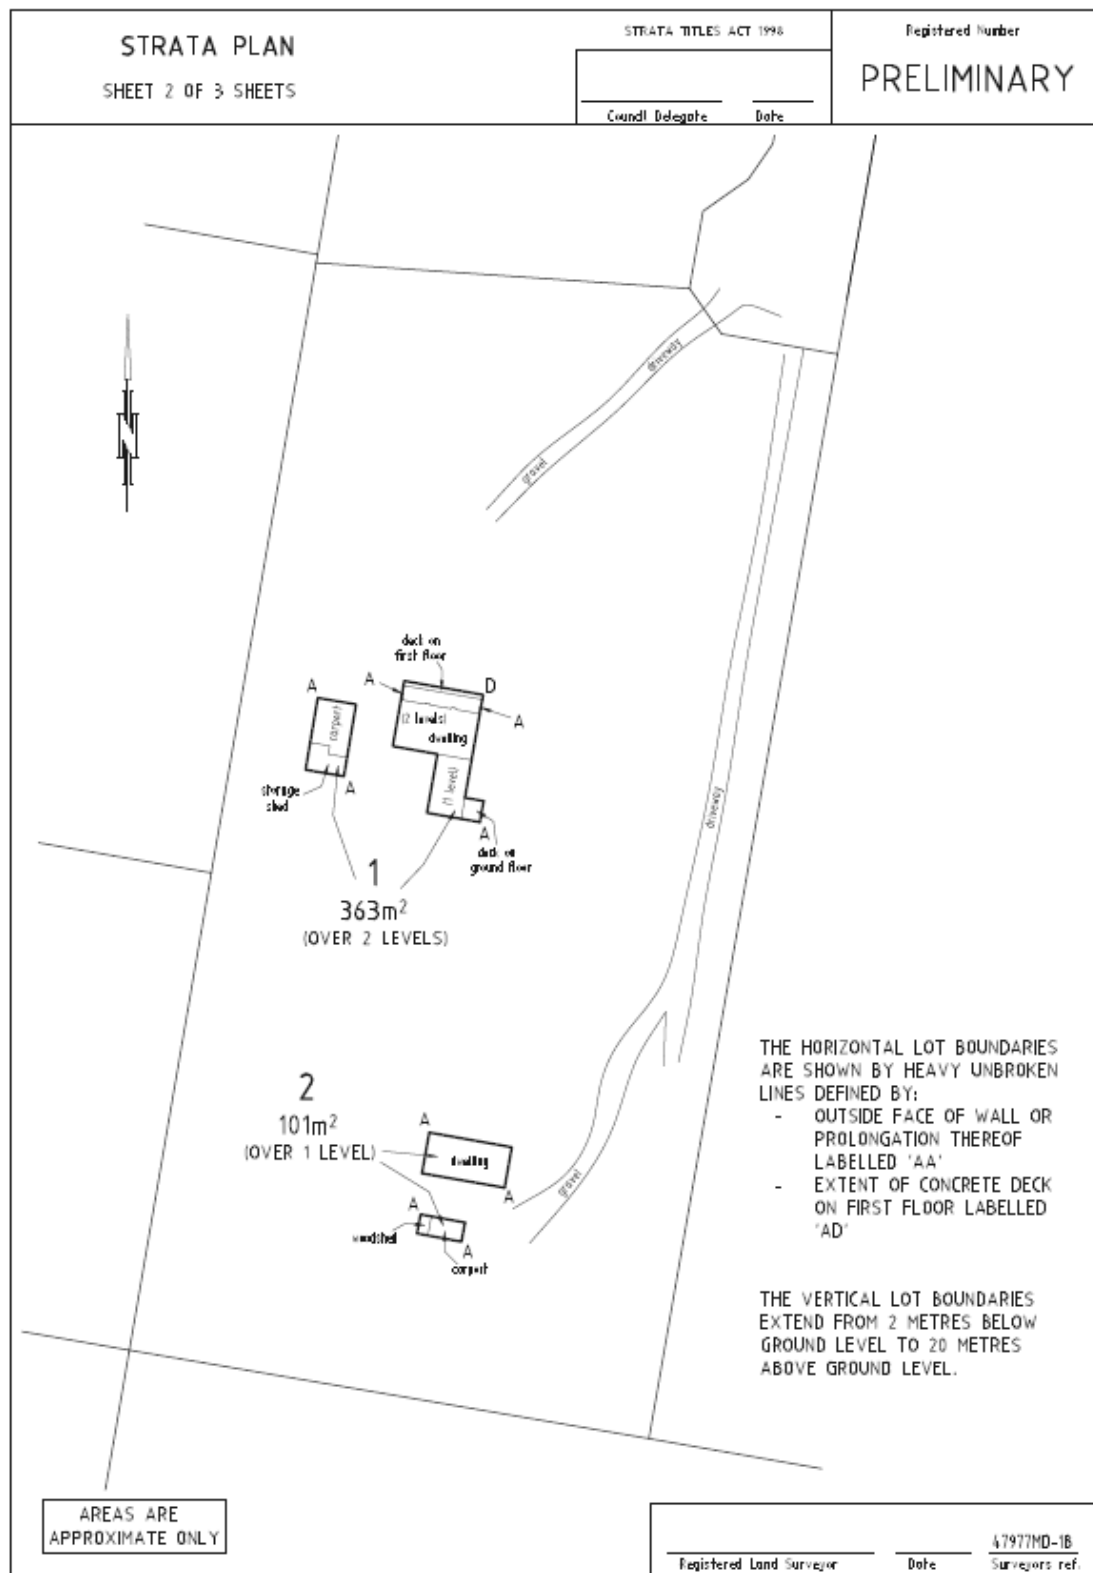 STRATA PLAN
SHEET 2 OF 3 SHEETS
STRATA TITLES ACT 1998
Council Delegate
Date
Registered Number
PRELIMINARY
N
driveway
gravel
deck on
first floor
A
A
D
A
carport
(2 levels)
dwelling
(1 level)
storage
shed
A
A
deck on
ground floor
driveway
1
363m²
(OVER 2 LEVELS)
THE HORIZONTAL LOT BOUNDARIES
ARE SHOWN BY HEAVY UNBROKEN
LINES DEFINED BY:
- OUTSIDE FACE OF WALL OR
PROLONGATION THEREOF
LABELLED 'AA'
- EXTENT OF CONCRETE DECK
ON FIRST FLOOR LABELLED
'AD'
2
101m²
(OVER 1 LEVEL)
A
dwelling
A
gravel
A
woodshed
A
carport
THE VERTICAL LOT BOUNDARIES
EXTEND FROM 2 METRES BELOW
GROUND LEVEL TO 20 METRES
ABOVE GROUND LEVEL.
AREAS ARE
APPROXIMATE ONLY
Registered Land Surveyor
Date
47977MD-1B
Surveyors ref.